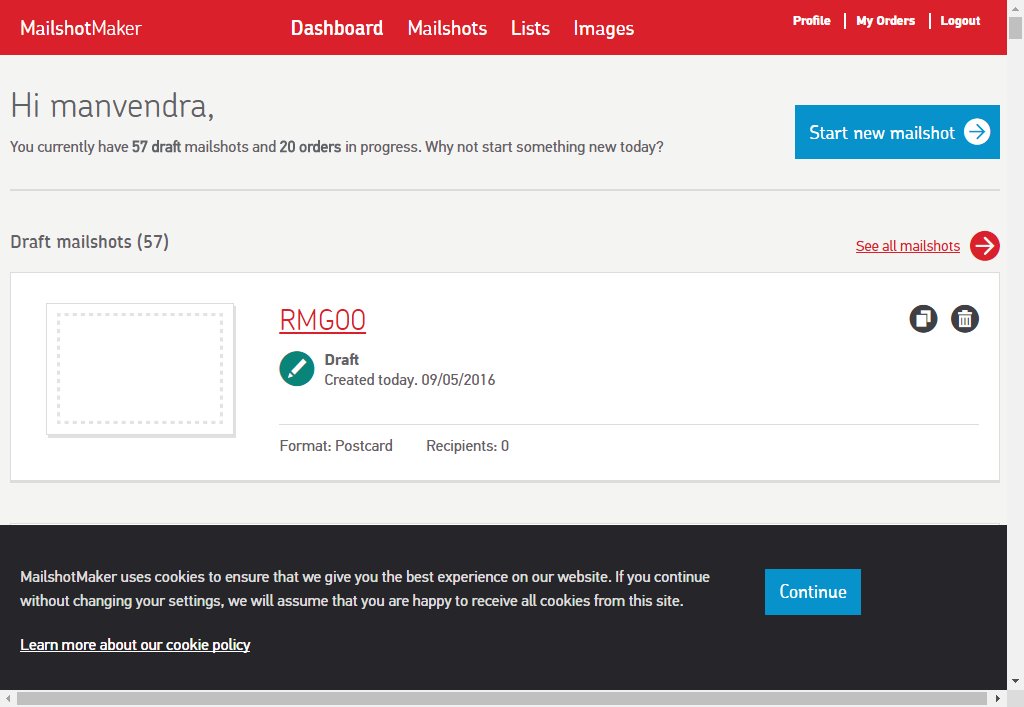 MailshotMaker Dashboard Mailshots Lists Images Profile My Orders Logout
Hi manvendra,
You currently have 57 draft mailshots and 20 orders in progress. Why not start something new today?
Start new mailshot
Draft mailshots (57)
See all mailshots
RMG00
Draft
Created today. 09/05/2016
Format: Postcard Recipients: 0
MailshotMaker uses cookies to ensure that we give you the best experience on our website. If you continue
without changing your settings, we will assume that you are happy to receive all cookies from this site.
Continue
Learn more about our cookie policy